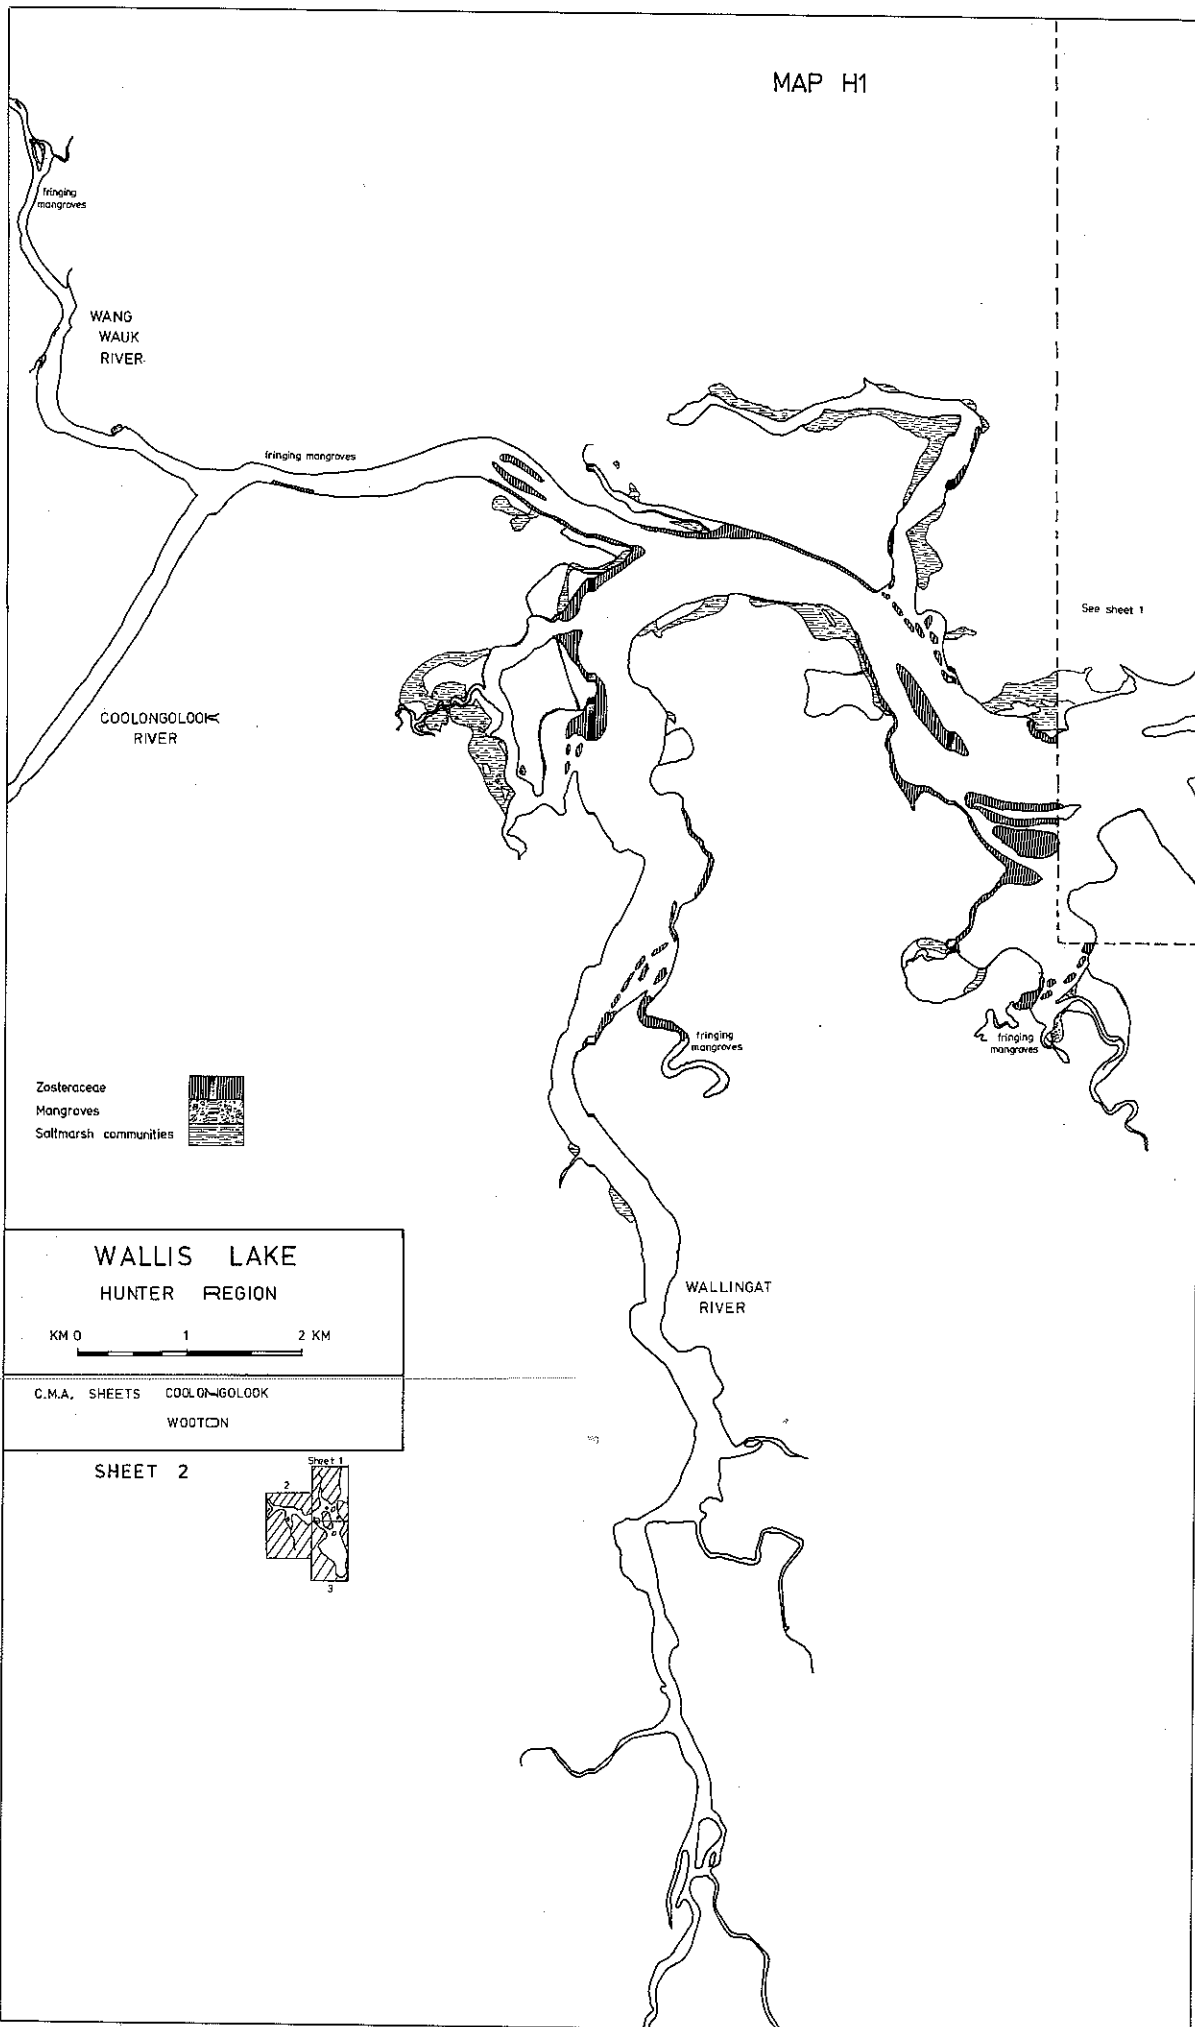 MAP H1
fringing
mangroves
WANG
WAUK
RIVER
fringing mangroves
See sheet 1
COOLONGOLOOK
RIVER
fringing
mangroves
fringing
mangroves
Zosteraceae
Mangroves
Saltmarsh communities
WALLIS LAKE
HUNTER REGION
KM 0 1 2 KM
WALLINGAT
RIVER
C.M.A. SHEETS COOLONGOLOOK
WOOTON
SHEET 2
Sheet 1
2
3